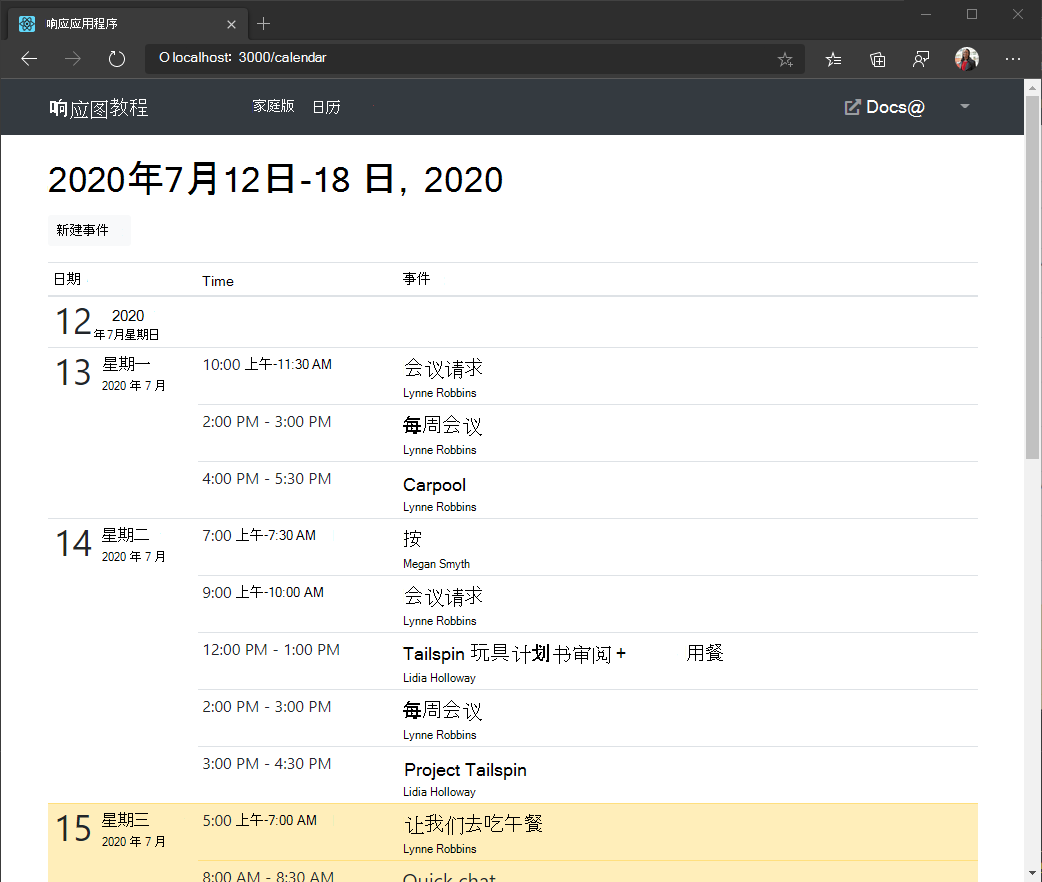 响应应用程序
O localhost: 3000/calendar
响应图教程 家庭版 日历 Docs@
2020年7月12日-18 日, 2020
新建事件
日期 Time 事件
12 2020
年7月星期日
13 星期一 10:00 上午-11:30 AM 会议请求
2020 年 7 月 Lynne Robbins
2:00 PM - 3:00 PM 每周会议
Lynne Robbins
4:00 PM - 5:30 PM Carpool
Lynne Robbins
14 星期二 7:00 上午-7:30 AM 按
2020 年 7 月 Megan Smyth
9:00 上午-10:00 AM 会议请求
Lynne Robbins
12:00 PM - 1:00 PM Tailspin 玩具计划书审阅 + 用餐
Lidia Holloway
2:00 PM - 3:00 PM 每周会议
Lynne Robbins
3:00 PM - 4:30 PM Project Tailspin
Lidia Holloway
15 星期三 5:00 上午-7:00 AM 让我们去吃午餐
2020 年 7 月 Lynne Robbins
8:00 AM - 8:30 AM Quick chat